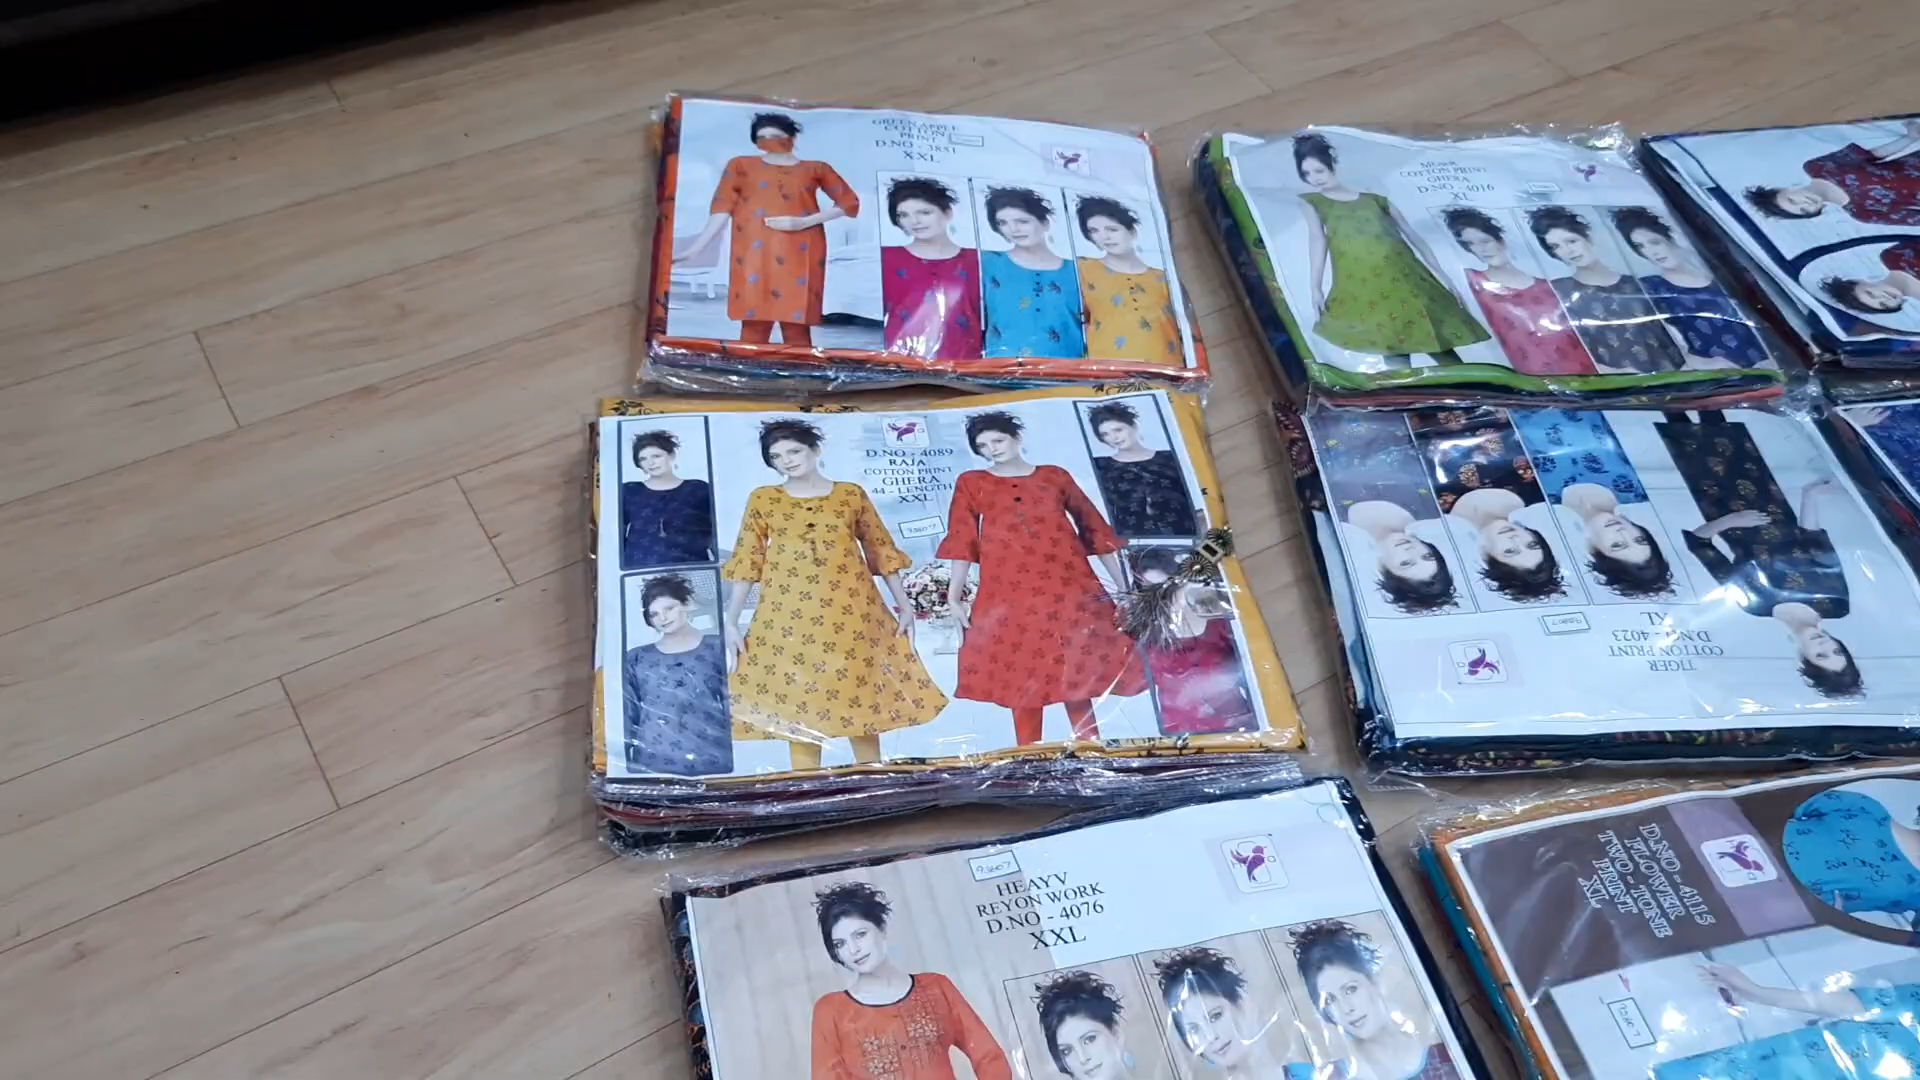 GREEN APPLE
COTTON
PRINT
D.NO - 3851
XXL
COTTON PRINT
GHERA
D.NO - 4016
XL
D.NO - 4089
RAJA
COTTON PRINT
GHERA
44 - LENGTH
XXL
TIGER
COTTON PRINT
D.NO - 4023
XL
93607
HEAYV
REYON WORK
D.NO - 4076
XXL
D.NO - 4115
FLOWER
TWO - TONE
PRINT
XL